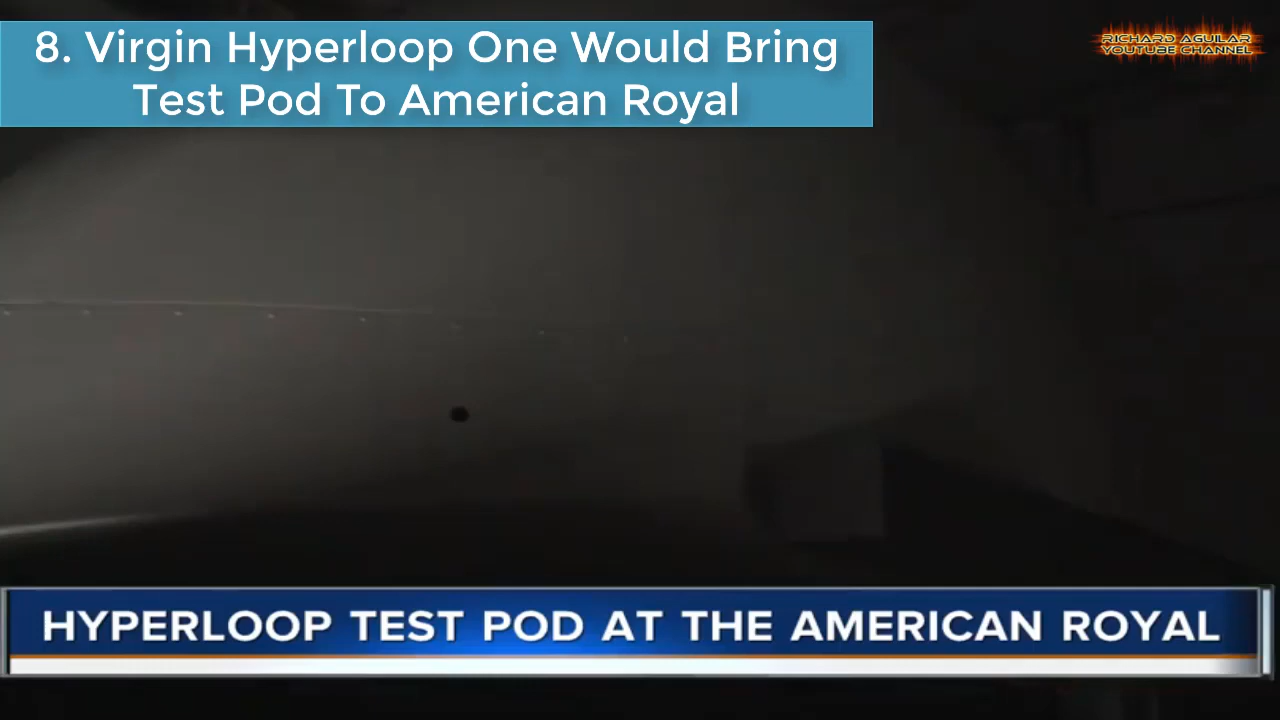 8. Virgin Hyperloop One Would Bring
Test Pod To American Royal
RICHARD AGUILAR
YOUTUBE CHANNEL
HYPERLOOP TEST POD AT THE AMERICAN ROYAL